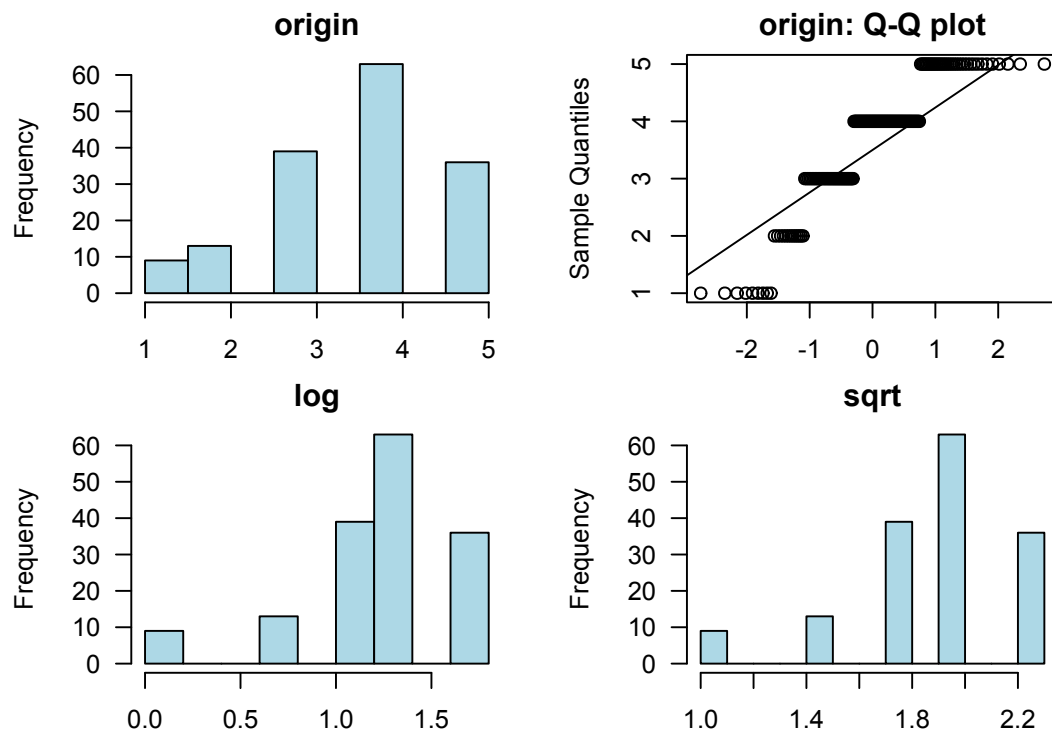 origin
Frequency
0 10 20 30 40 50 60
1 2 3 4 5
origin: Q-Q plot
Sample Quantiles
1 2 3 4 5
-2 -1 0 1 2
log
Frequency
0 10 20 30 40 50 60
0.0 0.5 1.0 1.5
sqrt
Frequency
0 10 20 30 40 50 60
1.0 1.4 1.8 2.2